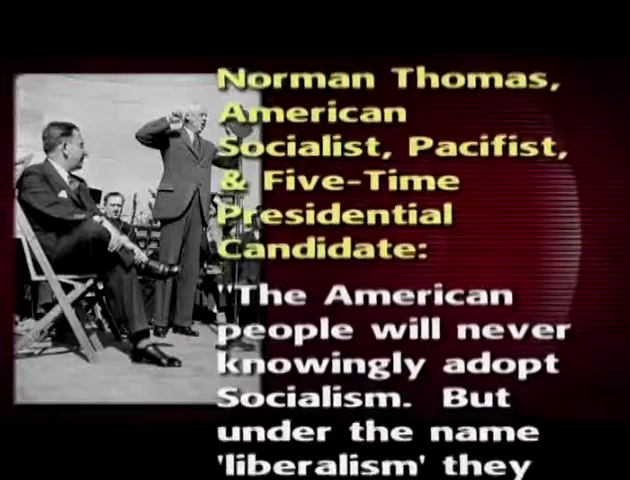 Norman Thomas,
American
Socialist, Pacifist,
& Five-Time
Presidential
Candidate:
"The American
people will never
knowingly adopt
Socialism. But
under the name
'liberalism' they